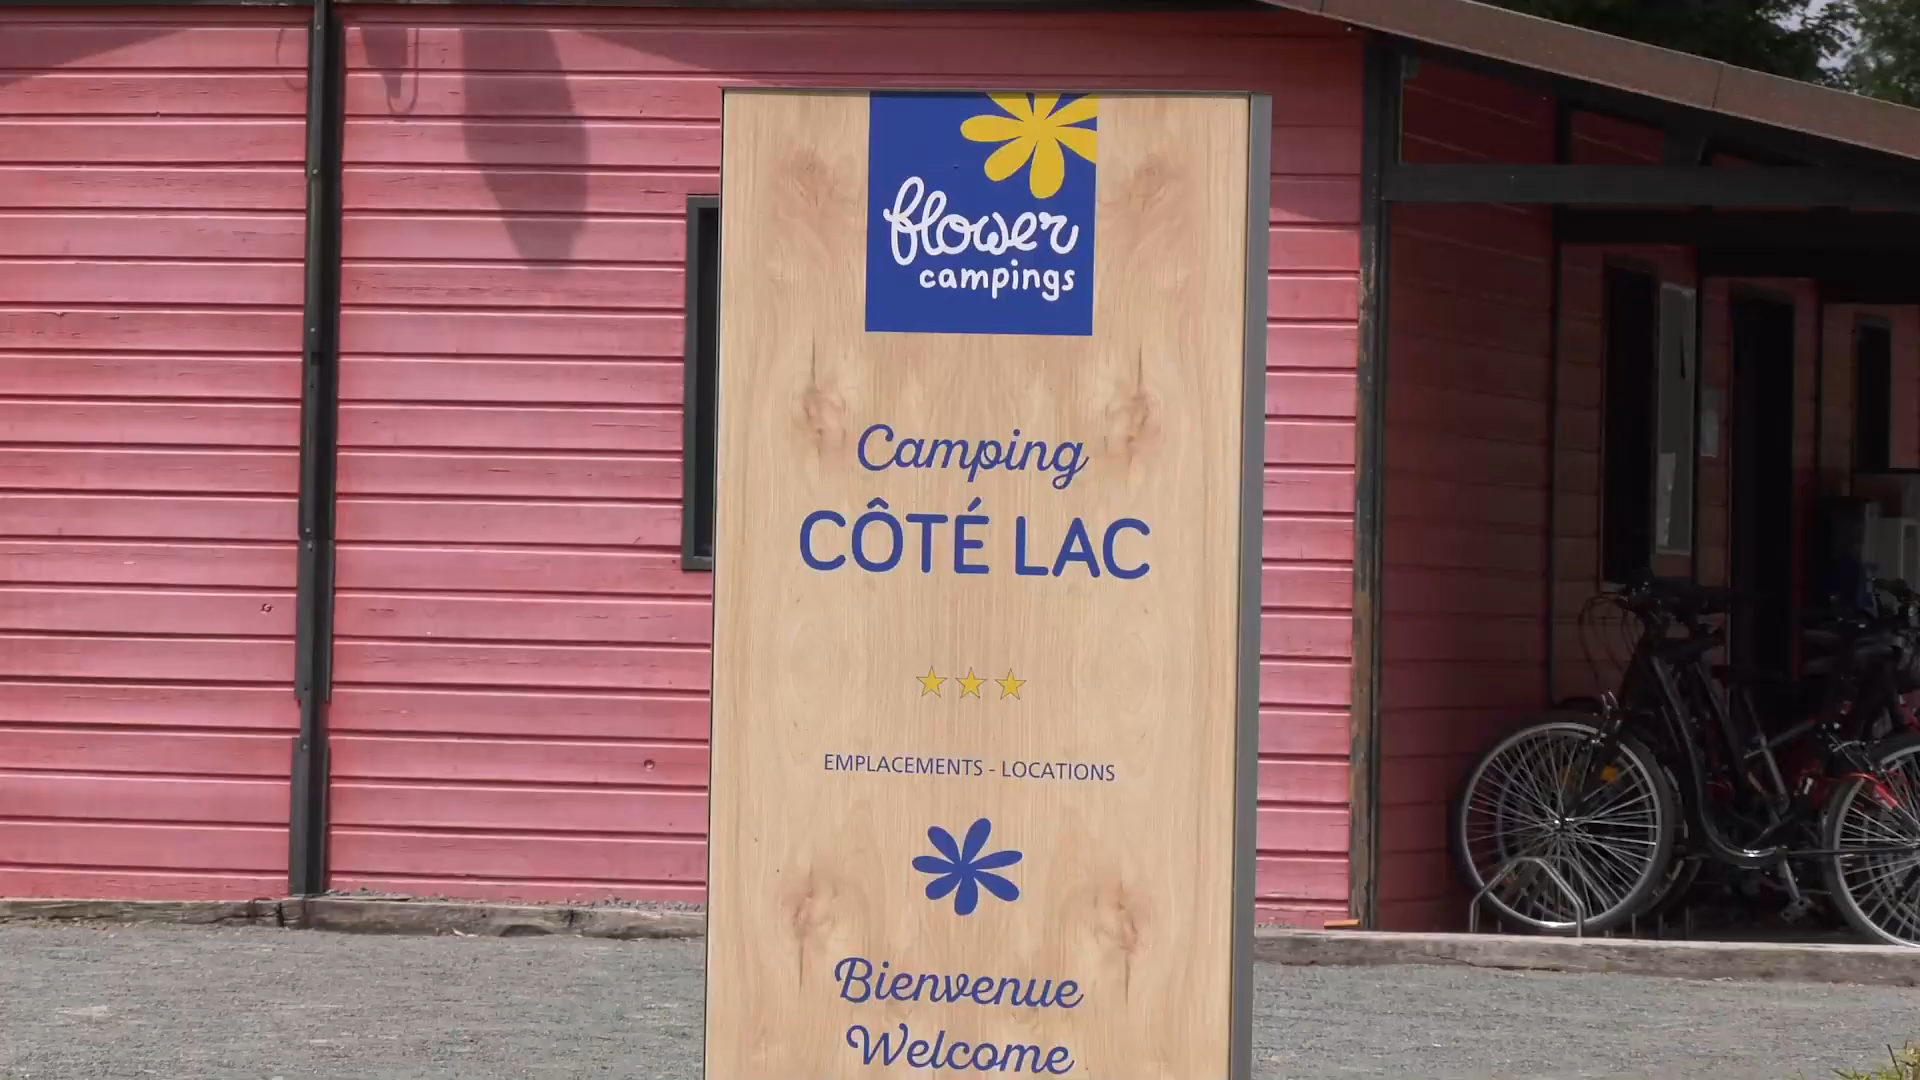 flower
campings
Camping
CÔTÉ LAC
EMPLACEMENTS - LOCATIONS
Bienvenue
Welcome